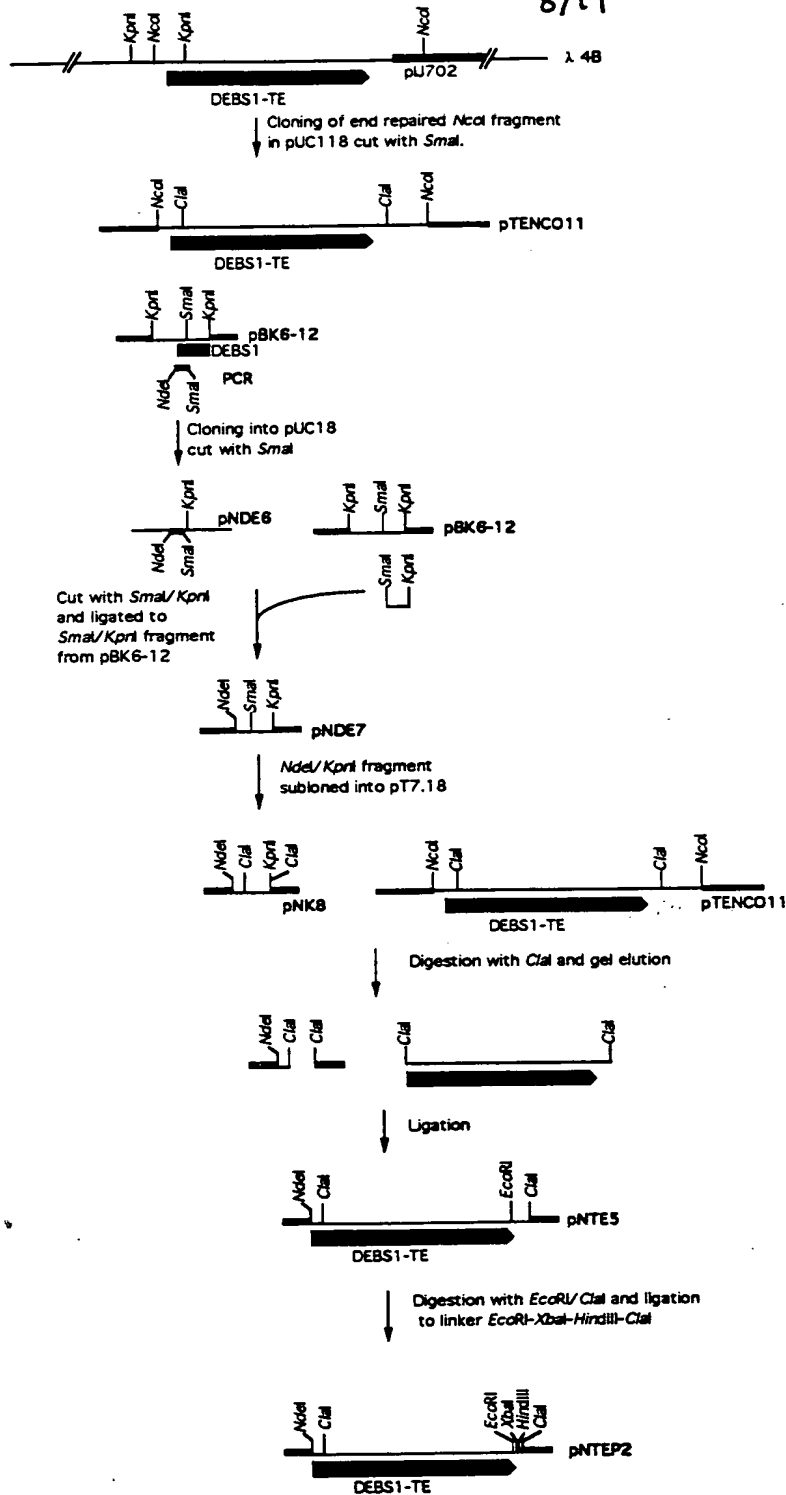 8/17
KpnI NcoI KpnI NcoI
λ 4B
pIJ702
DEBS1-TE
Cloning of end repaired NcoI fragment
in pUC118 cut with SmaI.
NcoI ClaI ClaI NcoI
pTENCO11
DEBS1-TE
KpnI SmaI KpnI
pBK6-12
DEBS1
PCR
NdeI SmaI
Cloning into pUC18
cut with SmaI
KpnI
pNDE6
NdeI SmaI
KpnI SmaI KpnI
pBK6-12
SmaI KpnI
Cut with SmaI/KpnI
and ligated to
SmaI/KpnI fragment
from pBK6-12
NdeI SmaI KpnI
pNDE7
NdeI/KpnI fragment
subloned into pT7.18
NdeI ClaI KpnI ClaI
pNK8
NcoI ClaI ClaI NcoI
pTENCO11
DEBS1-TE
Digestion with ClaI and gel elution
NdeI ClaI ClaI
ClaI ClaI
Ligation
NdeI ClaI EcoRI ClaI
pNTE5
DEBS1-TE
Digestion with EcoRI/ClaI and ligation
to linker EcoRI-XbaI-HindIII-ClaI
NdeI ClaI EcoRI XbaI HindIII ClaI
pNTEP2
DEBS1-TE